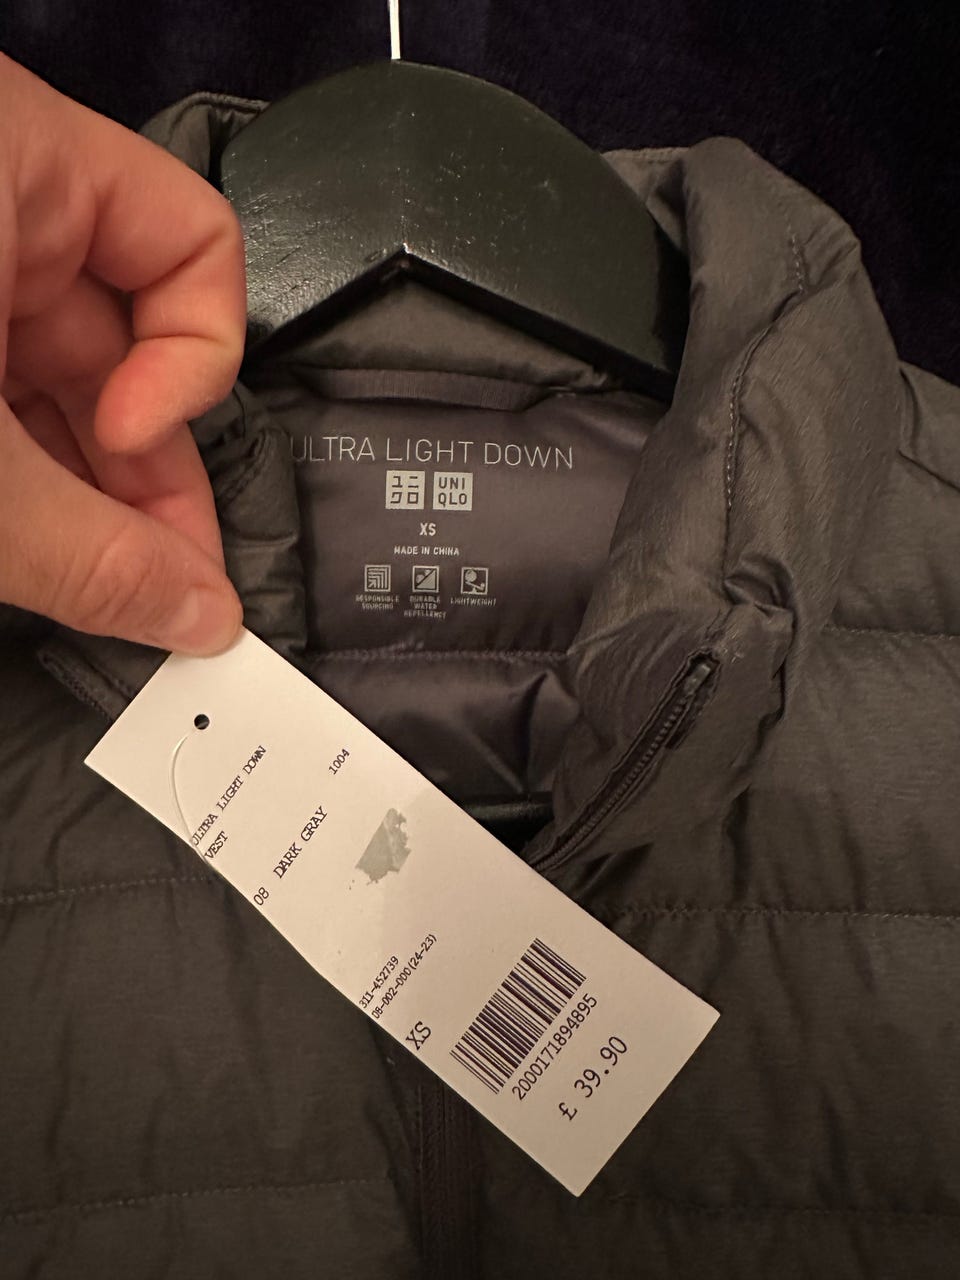 ULTRA LIGHT DOWN
ユニ UNI
クロ QLO
XS
MADE IN CHINA
RESPONSIBLE SOURCING
DURABLE WATER REPELLENCY
LIGHTWEIGHT
ULTRA LIGHT DOWN
VEST
1004
08 DARK GRAY
311-452739
08-002-000(24-23)
XS
2000171894895
£ 39.90